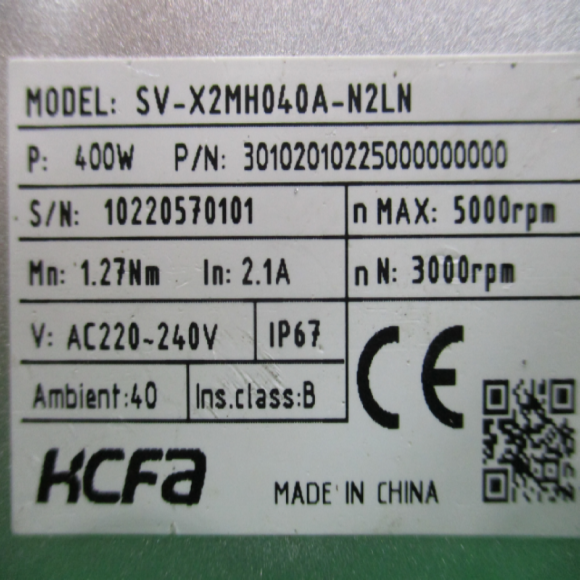 MODEL: SV-X2MH040A-N2LN
P: 400W P/N: 30102010225000000000
S/N: 10220570101 n MAX: 5000rpm
Mn: 1.27Nm In: 2.1A n N: 3000rpm
V: AC220~240V IP67
Ambient:40 Ins.class:B
CE
KCFa
MADE IN CHINA